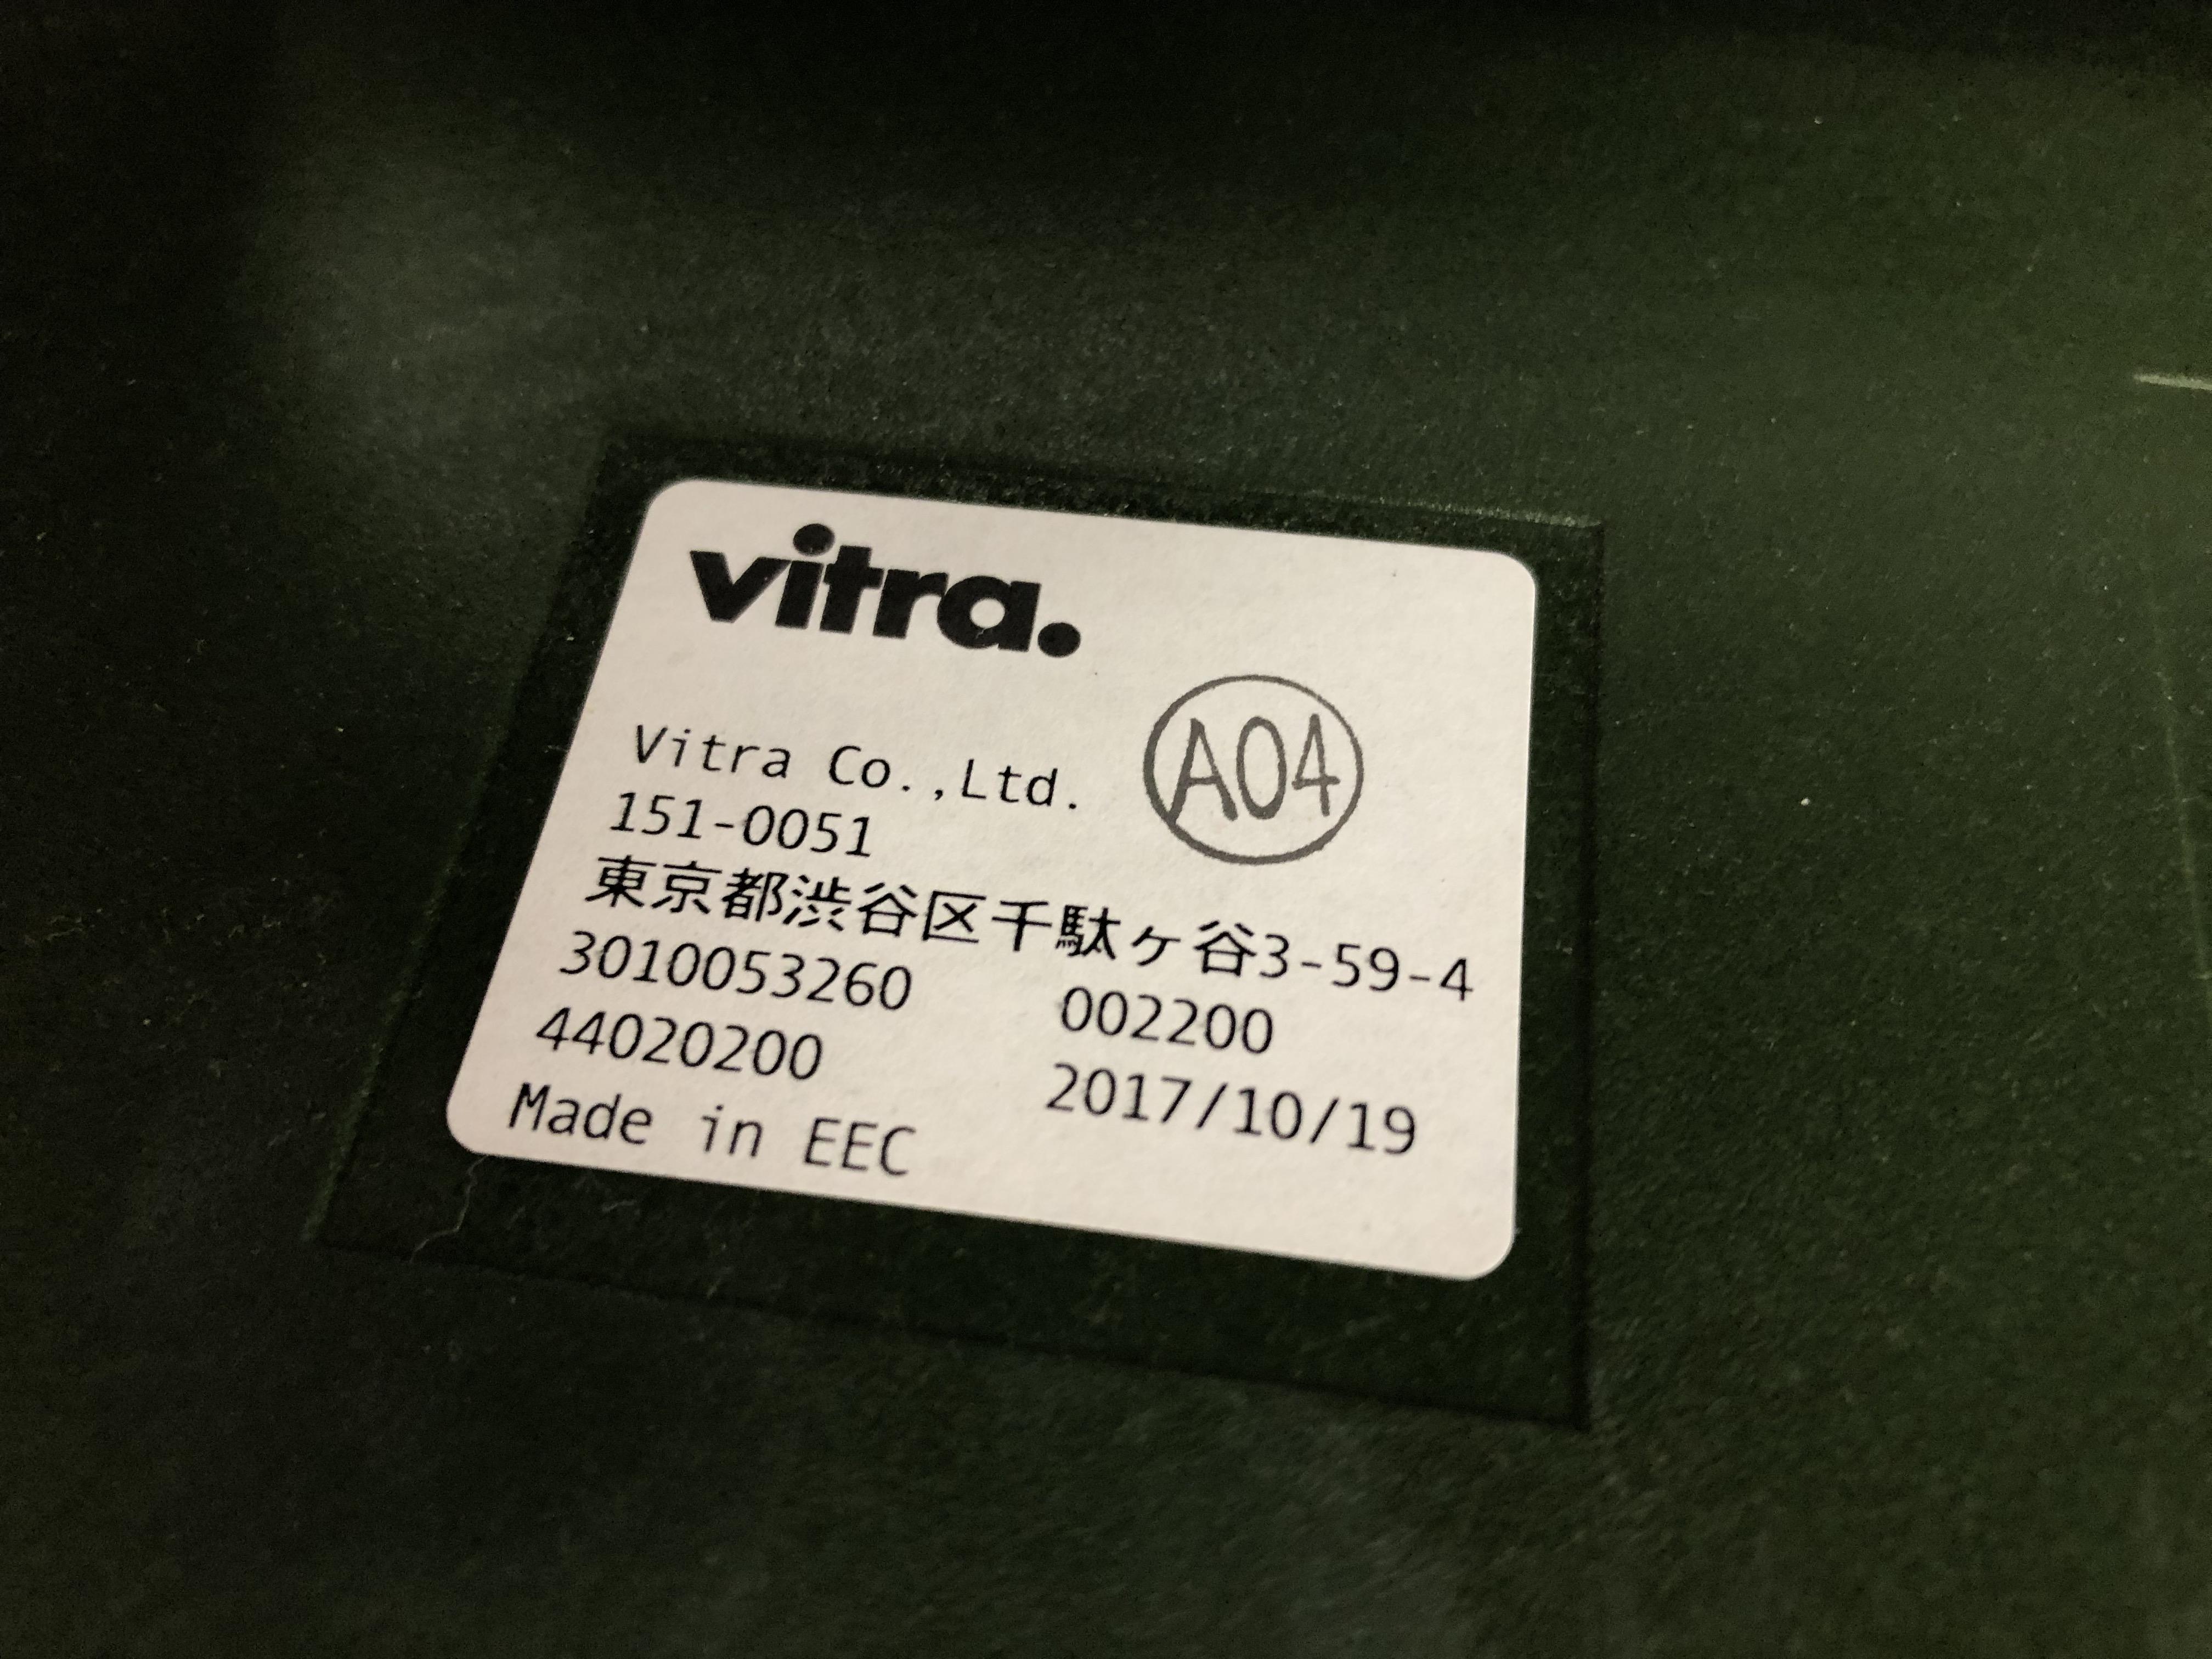 vitra.
A04
Vitra Co.,Ltd.
151-0051
東京都渋谷区千駄ヶ谷3-59-4
3010053260 002200
44020200 2017/10/19
Made in EEC